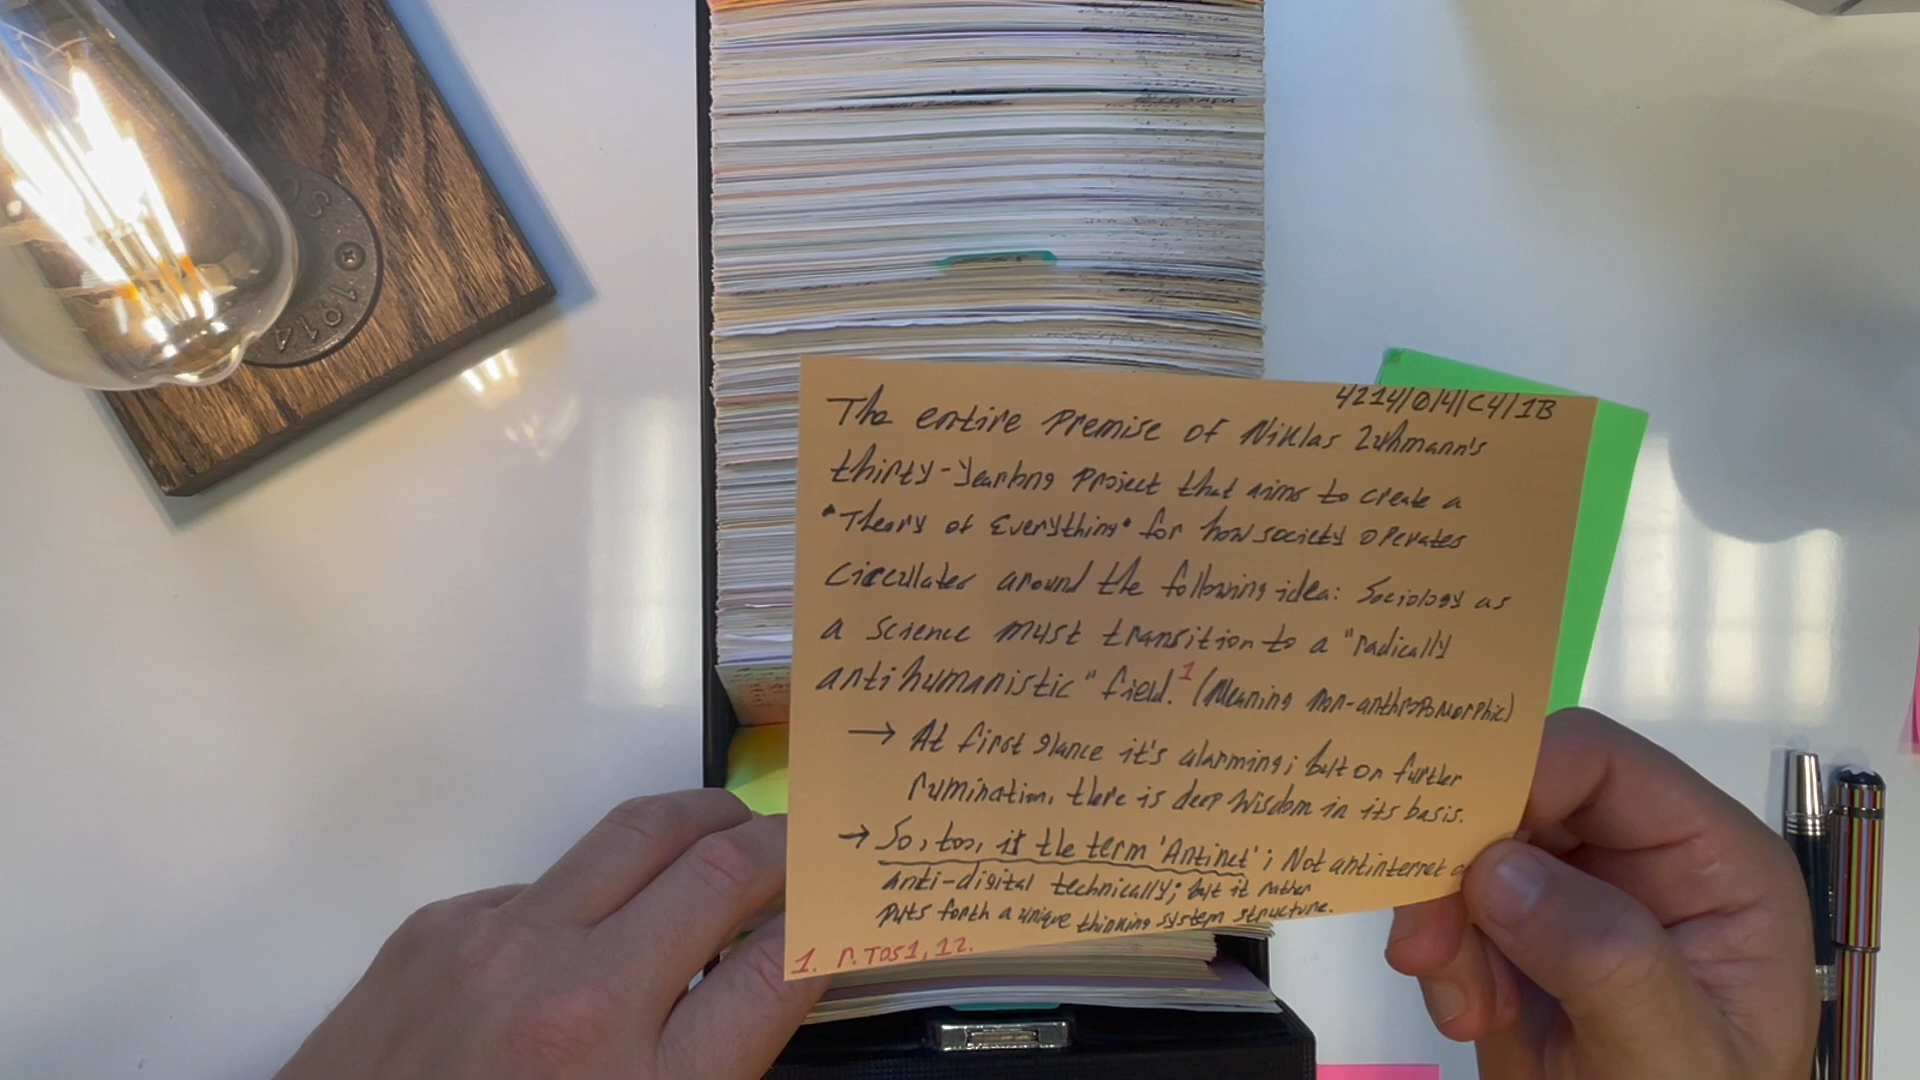 4214/0/4/C4/1B
The entire Premise of Niklas Luhmann's
thirty-yearlong Project that aims to create a
"Theory of Everything" for how society operates
circulates around the following idea: Sociology as
a science must transition to a "radically
antihumanistic" field.1 (Meaning non-anthropomorphic)
→ At first glance it's alarming; but on further
rumination, there is deep wisdom in its basis.
→ So, too, is the term 'Antinet'; Not antinternet
anti-digital technically; but it rather
puts forth a unique thinking system structure.
1. r.TOS1, 12.
1914